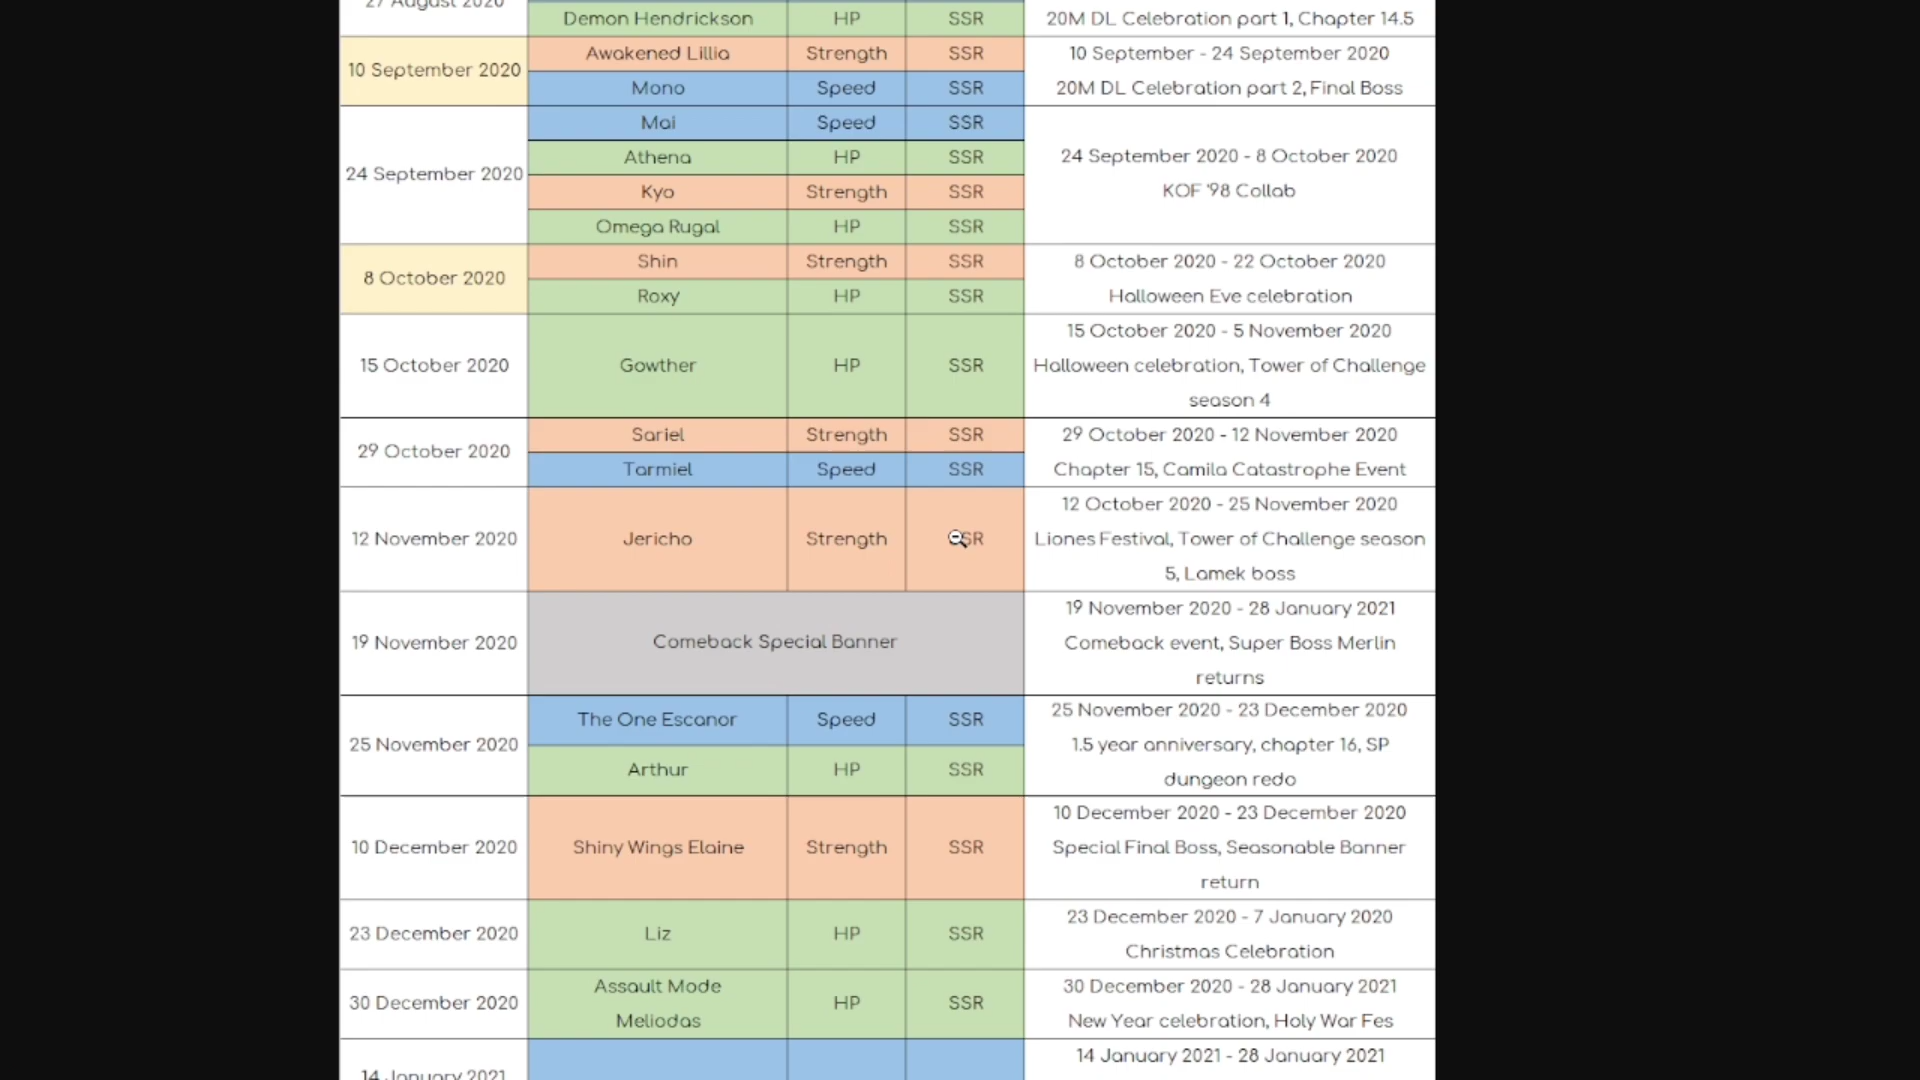 27 August 2020
Demon Hendrickson HP SSR 20M DL Celebration part 1, Chapter 14.5
10 September 2020
Awakened Lillia Strength SSR 10 September - 24 September 2020
Mono Speed SSR 20M DL Celebration part 2, Final Boss
24 September 2020
Mai Speed SSR
Athena HP SSR 24 September 2020 - 8 October 2020
Kyo Strength SSR KOF '98 Collab
Omega Rugal HP SSR
8 October 2020
Shin Strength SSR 8 October 2020 - 22 October 2020
Roxy HP SSR Halloween Eve celebration
15 October 2020 - 5 November 2020
15 October 2020 Gowther HP SSR Halloween celebration, Tower of Challenge
season 4
29 October 2020
Sariel Strength SSR 29 October 2020 - 12 November 2020
Tarmiel Speed SSR Chapter 15, Camila Catastrophe Event
12 October 2020 - 25 November 2020
12 November 2020 Jericho Strength SSR Liones Festival, Tower of Challenge season
5, Lamek boss
19 November 2020 - 28 January 2021
19 November 2020 Comeback Special Banner Comeback event, Super Boss Merlin
returns
25 November 2020
The One Escanor Speed SSR 25 November 2020 - 23 December 2020
1.5 year anniversary, chapter 16, SP
Arthur HP SSR dungeon redo
10 December 2020 - 23 December 2020
10 December 2020 Shiny Wings Elaine Strength SSR Special Final Boss, Seasonable Banner
return
23 December 2020 Liz HP SSR 23 December 2020 - 7 January 2020
Christmas Celebration
30 December 2020 Assault Mode HP SSR 30 December 2020 - 28 January 2021
Meliodas New Year celebration, Holy War Fes
14 January 2021 14 January 2021 - 28 January 2021